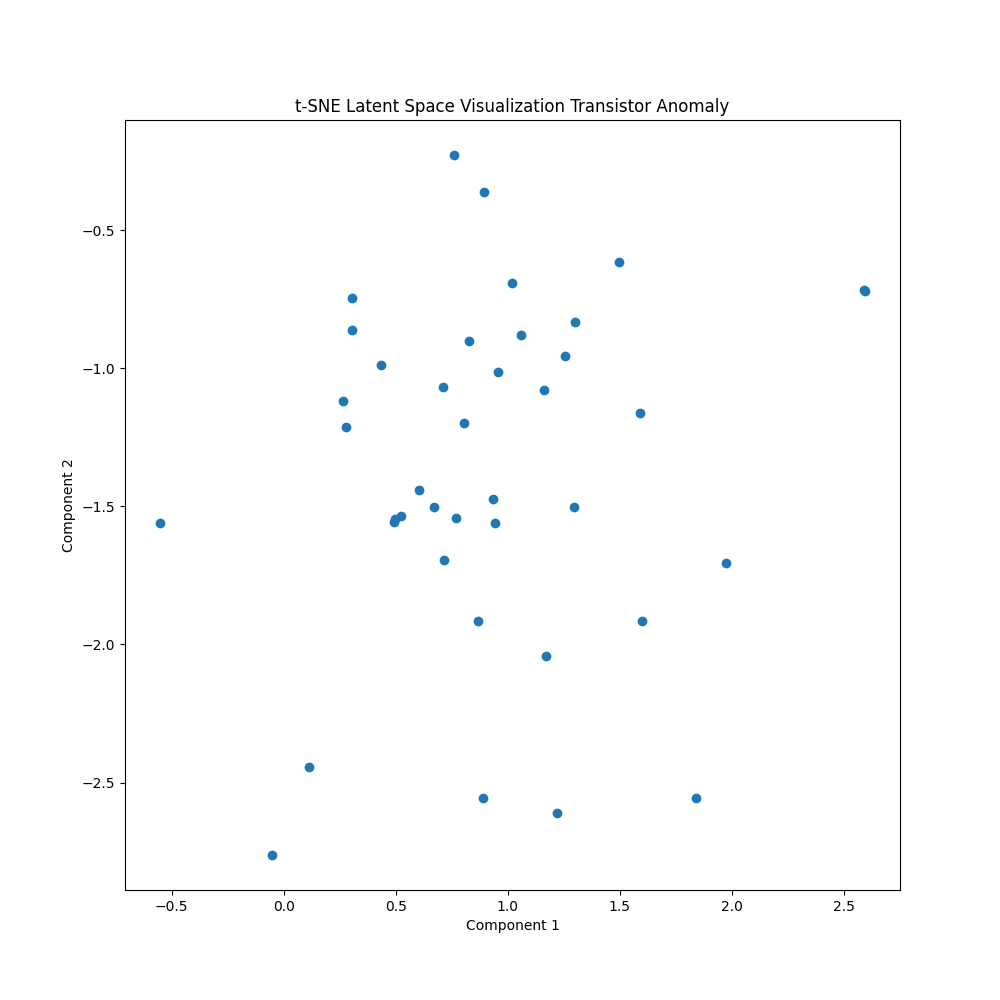 t-SNE Latent Space Visualization Transistor Anomaly
−0.5
−1.0
−1.5
−2.0
−2.5
Component 2
−0.5 0.0 0.5 1.0 1.5 2.0 2.5
Component 1